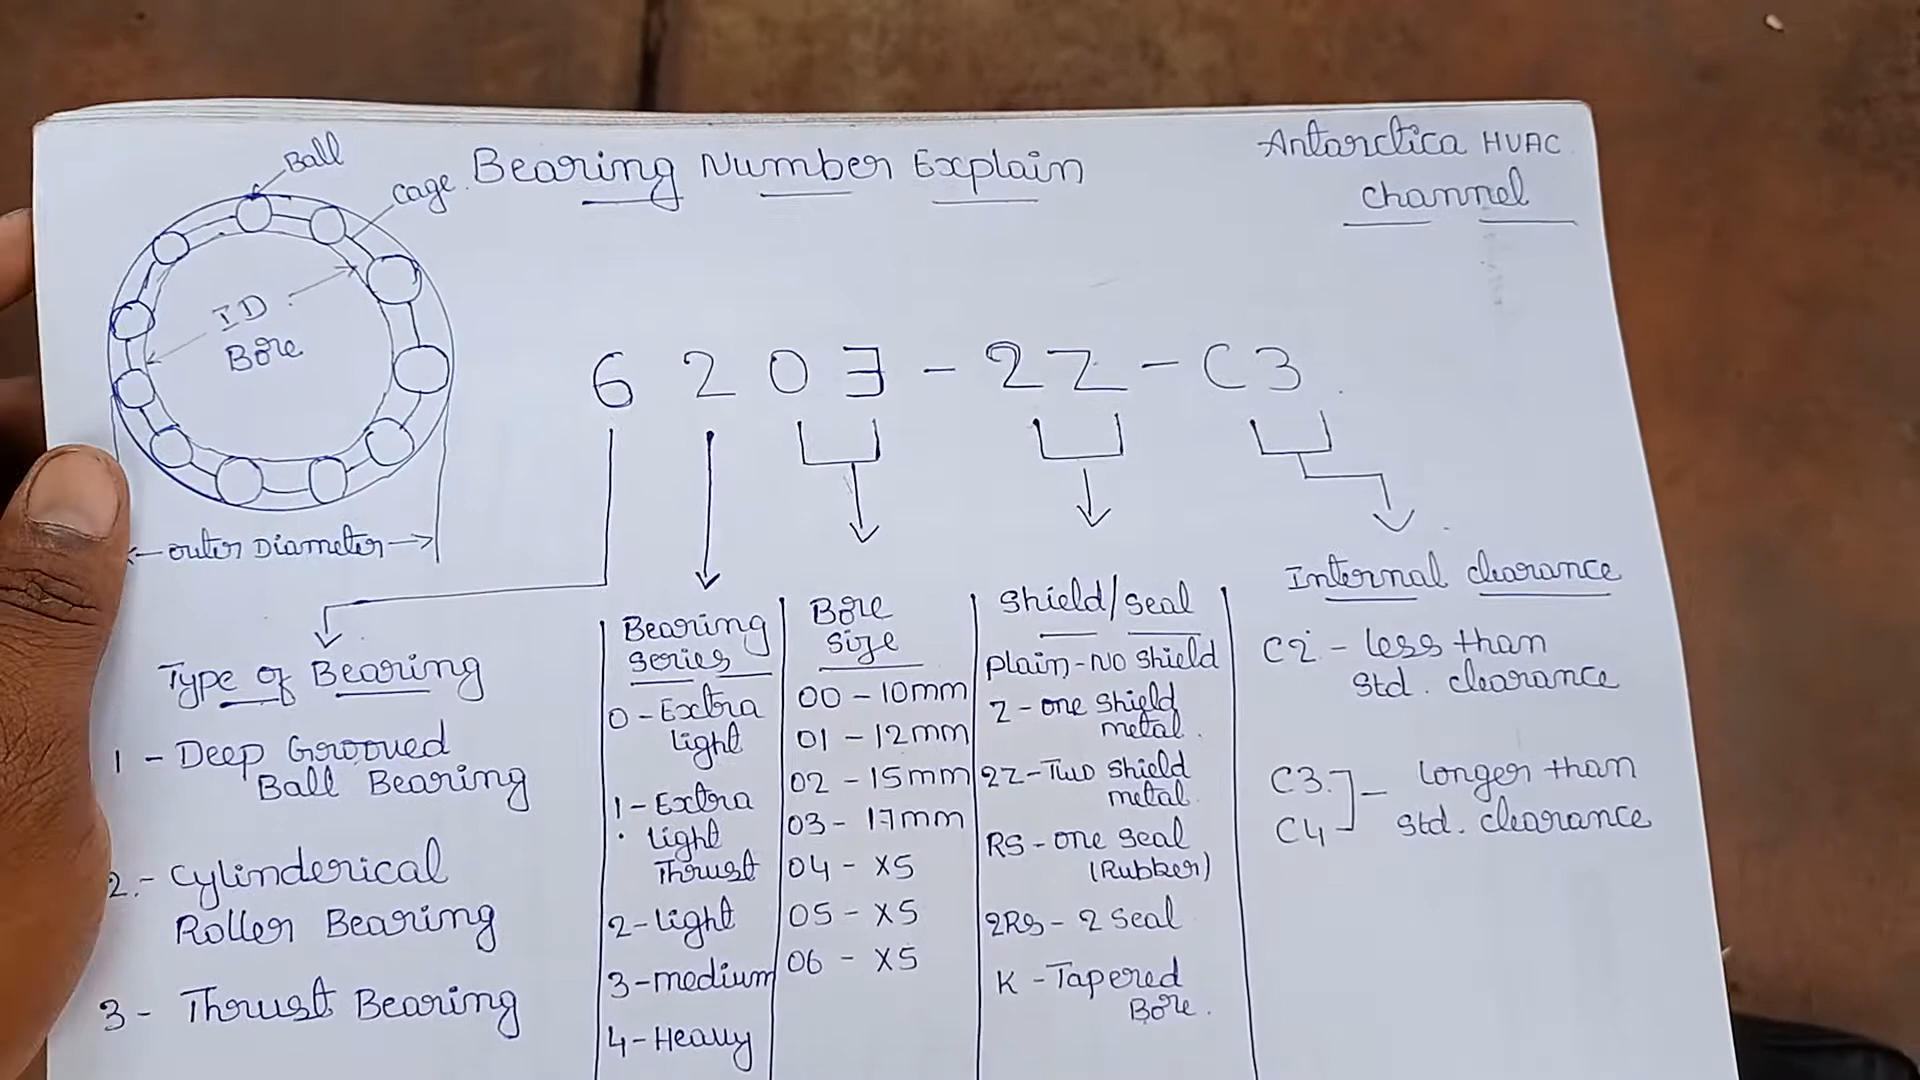 Ball
Cage
Bearing Number Explain
Antarctica HVAC
channel
ID
Bore
6 2 0 3 - 2Z - C3
outer Diameter
Type of Bearing
1 - Deep Grooved
Ball Bearing
2. - Cylinderical
Roller Bearing
3 - Thrust Bearing
Bearing
Series
0 - Extra
Light
1 - Extra
Light
Thrust
2 - Light
3 - medium
4 - Heavy
Bore
Size
00 - 10mm
01 - 12mm
02 - 15mm
03 - 17mm
04 - X5
05 - X5
06 - X5
Shield/Seal
Plain - No Shield
Z - one Shield
metal.
2Z - Two Shield
metal.
RS - one Seal
(Rubber)
2RS - 2 Seal
K - Tapered
Bore.
Internal clearance
C2 - Less than
Std. clearance
C3
C4
- Longer than
Std. clearance